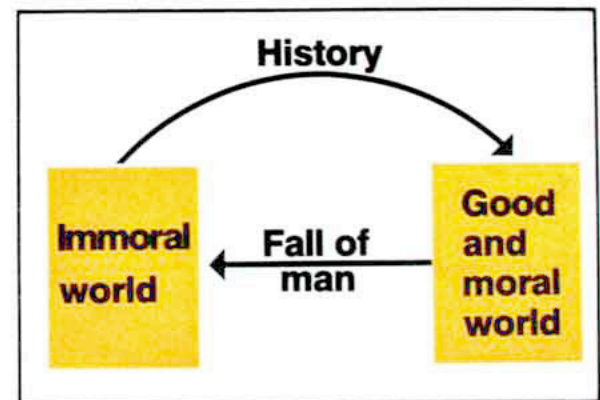 History
Immoral
world
Fall of
man
Good
and
moral
world